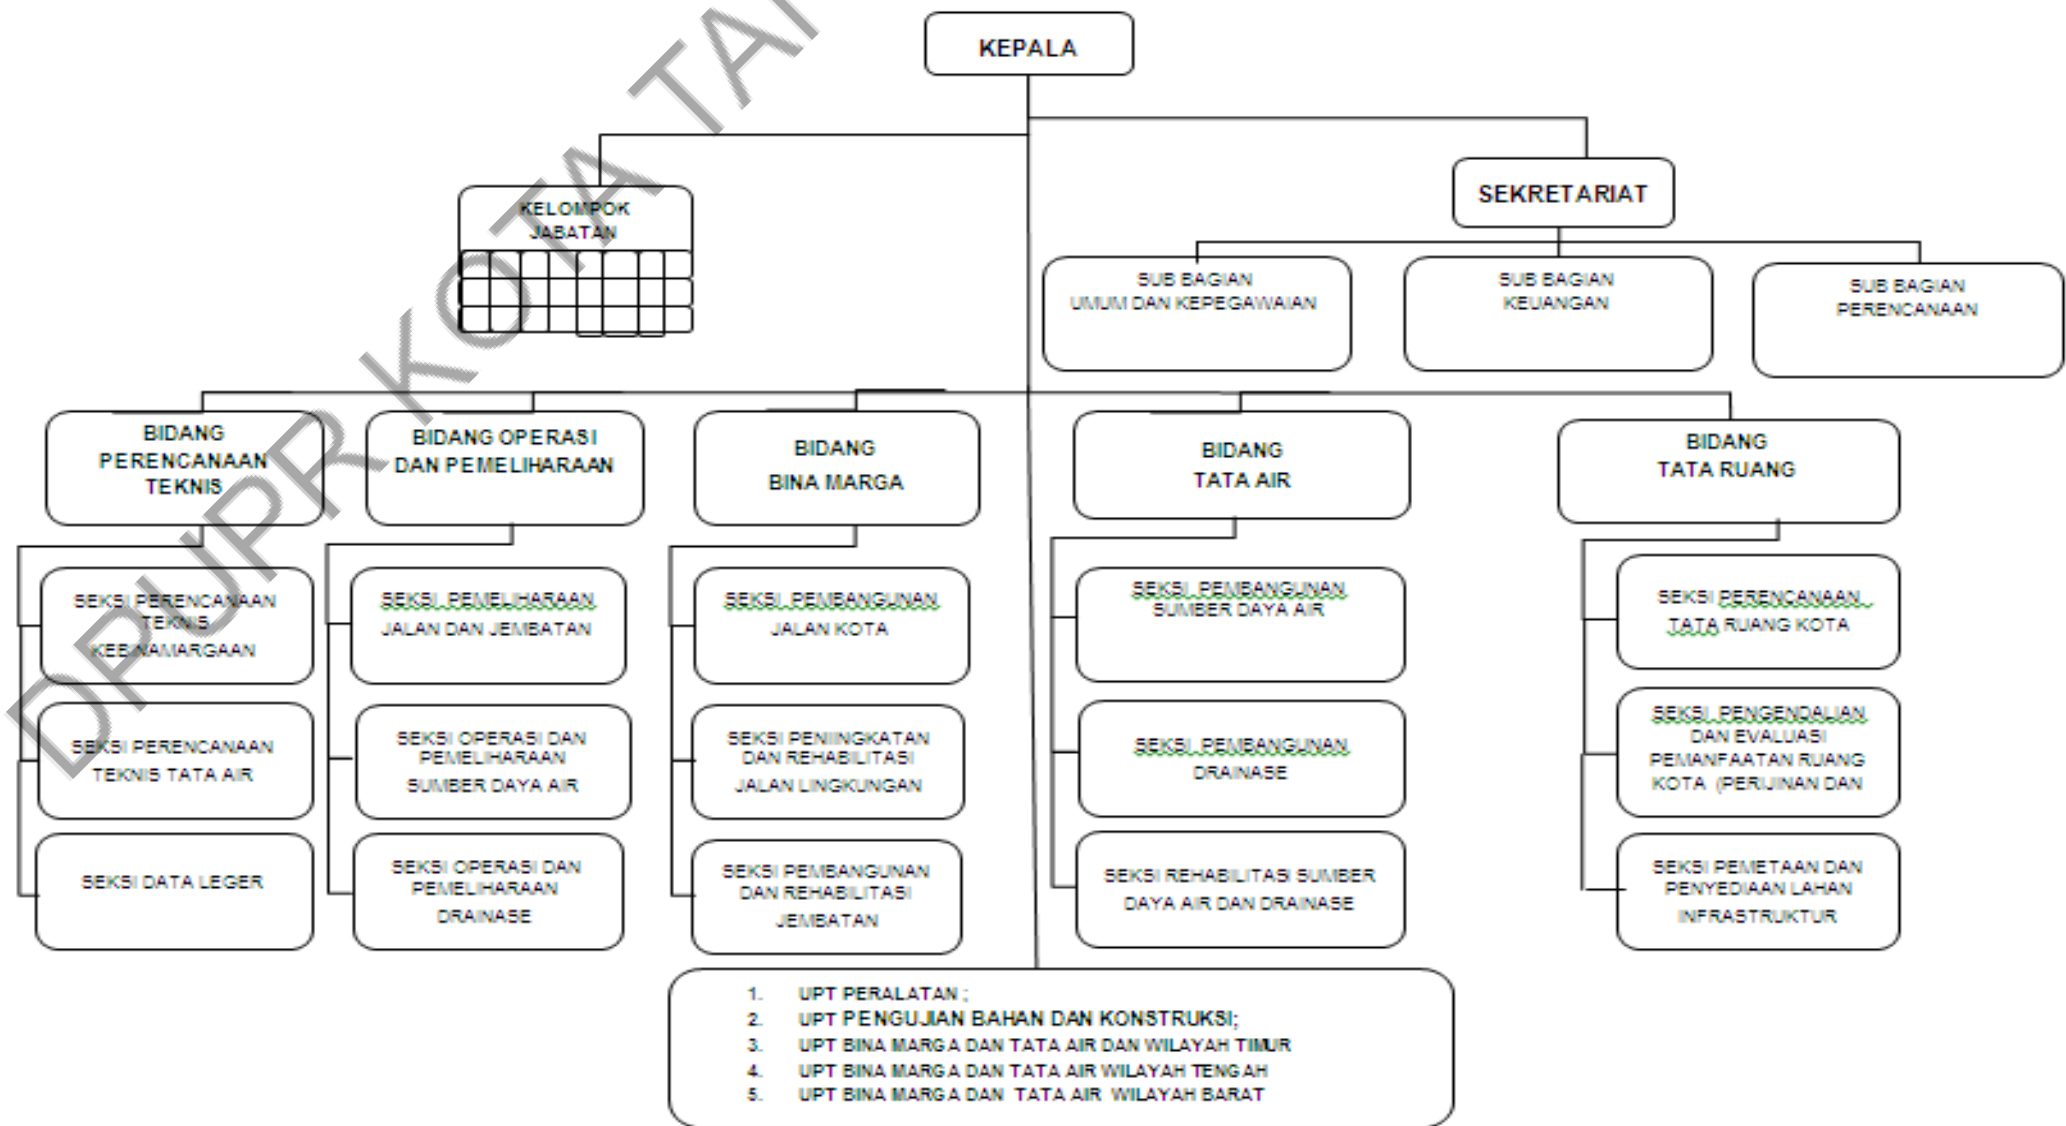 KEPALA
SEKRETARIAT
KELOMPOK
JABATAN
SUB BAGIAN
UMUM DAN KEPEGAWAIAN
SUB BAGIAN
KEUANGAN
SUB BAGIAN
PERENCANAAN
BIDANG
PERENCANAAN
TEKNIS
BIDANG OPERASI
DAN PEMELIHARAAN
BIDANG
BINA MARGA
BIDANG
TATA AIR
BIDANG
TATA RUANG
SEKSI PERENCANAAN
TEKNIS
KEBINAMARGAAN
SEKSI PERENCANAAN
TEKNIS TATA AIR
SEKSI DATA LEGER
SEKSI PEMELIHARAAN
JALAN DAN JEMBATAN
SEKSI OPERASI DAN
PEMELIHARAAN
SUMBER DAYA AIR
SEKSI OPERASI DAN
PEMELIHARAAN
DRAINASE
SEKSI PEMBANGUNAN
JALAN KOTA
SEKSI PENIINGKATAN
DAN REHABILITASI
JALAN LINGKUNGAN
SEKSI PEMBANGUNAN
DAN REHABILITASI
JEMBATAN
SEKSI PEMBANGUNAN
SUMBER DAYA AIR
SEKSI PEMBANGUNAN
DRAINASE
SEKSI REHABILITASI SUMBER
DAYA AIR DAN DRAINASE
SEKSI PERENCANAAN
TATA RUANG KOTA
SEKSI PENGENDALIAN
DAN EVALUASI
PEMANFAATAN RUANG
KOTA (PERIJINAN DAN
SEKSI PEMETAAN DAN
PENYEDIAAN LAHAN
INFRASTRUKTUR
1. UPT PERALATAN ;
2. UPT PENGUJIAN BAHAN DAN KONSTRUKSI;
3. UPT BINA MARGA DAN TATA AIR DAN WILAYAH TIMUR
4. UPT BINA MARGA DAN TATA AIR WILAYAH TENGAH
5. UPT BINA MARGA DAN TATA AIR WILAYAH BARAT
DPUPR KOTA